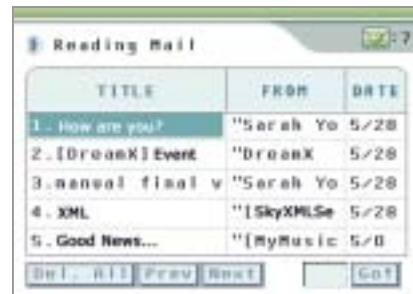 Reading Mail :7
TITLE FROM DATE
1. How are you? "Sarah Yo 5/28
2.[DreamX] Event "DreamX 5/28
3.manual final v "Sarah Yo 5/28
4. XML "[SkyXMLSe 5/28
5. Good News... "[MyMusic 5/0
Del. All Prev Next Go!